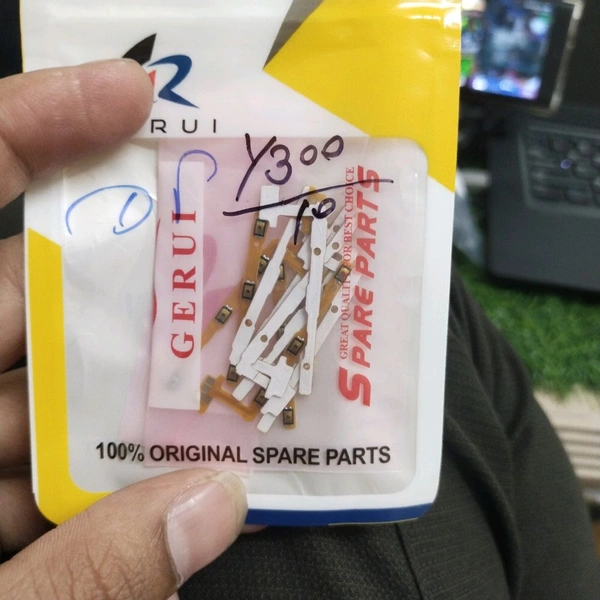 RUI
Y300
10
GERUI
GREAT QUALITY FOR BEST CHOICE
SPARE PARTS
100% ORIGINAL SPARE PARTS